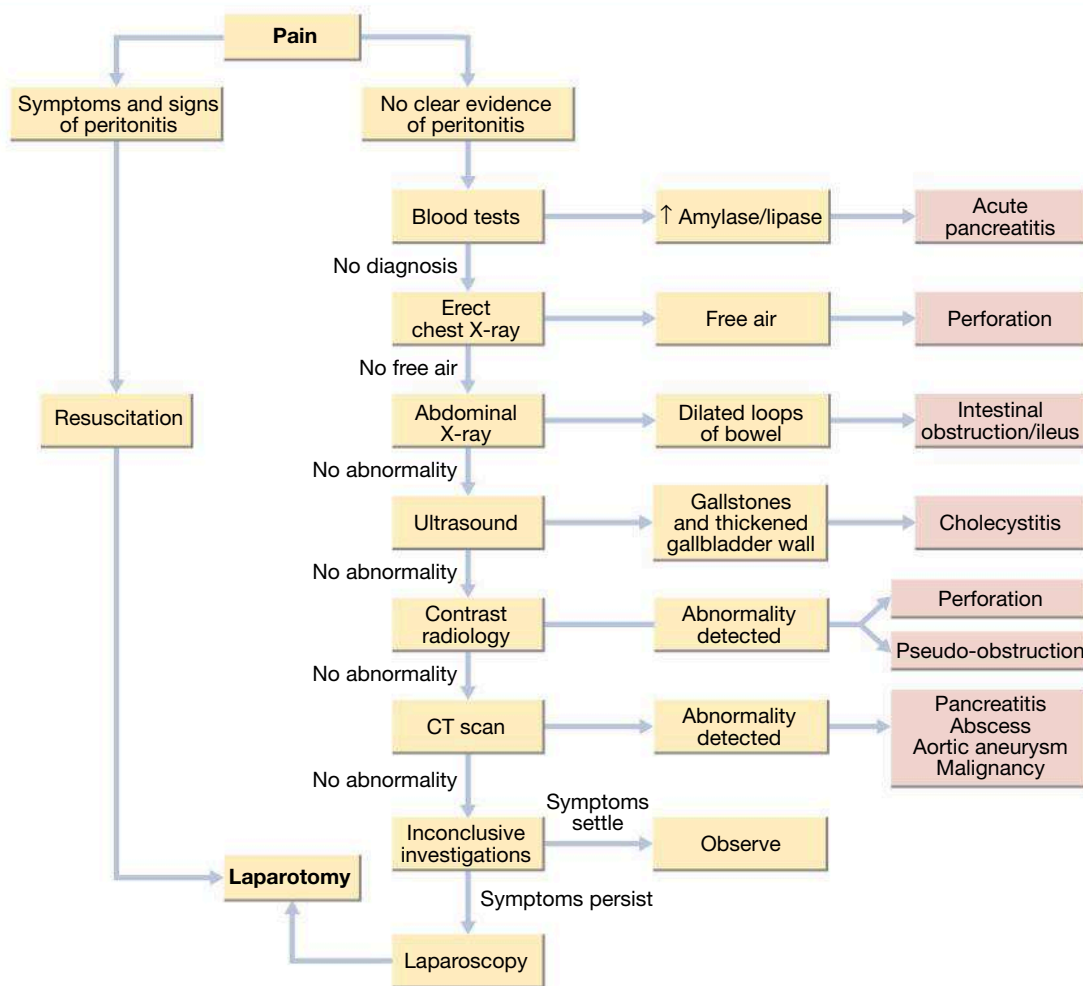 Pain
Symptoms and signs
of peritonitis
No clear evidence
of peritonitis
Blood tests
↑ Amylase/lipase
Acute
pancreatitis
No diagnosis
Erect
chest X-ray
Free air
Perforation
No free air
Resuscitation
Abdominal
X-ray
Dilated loops
of bowel
Intestinal
obstruction/ileus
No abnormality
Ultrasound
Gallstones
and thickened
gallbladder wall
Cholecystitis
No abnormality
Contrast
radiology
Abnormality
detected
Perforation
Pseudo-obstruction
No abnormality
CT scan
Abnormality
detected
Pancreatitis
Abscess
Aortic aneurysm
Malignancy
No abnormality
Inconclusive
investigations
Symptoms
settle
Observe
Laparotomy
Symptoms persist
Laparoscopy